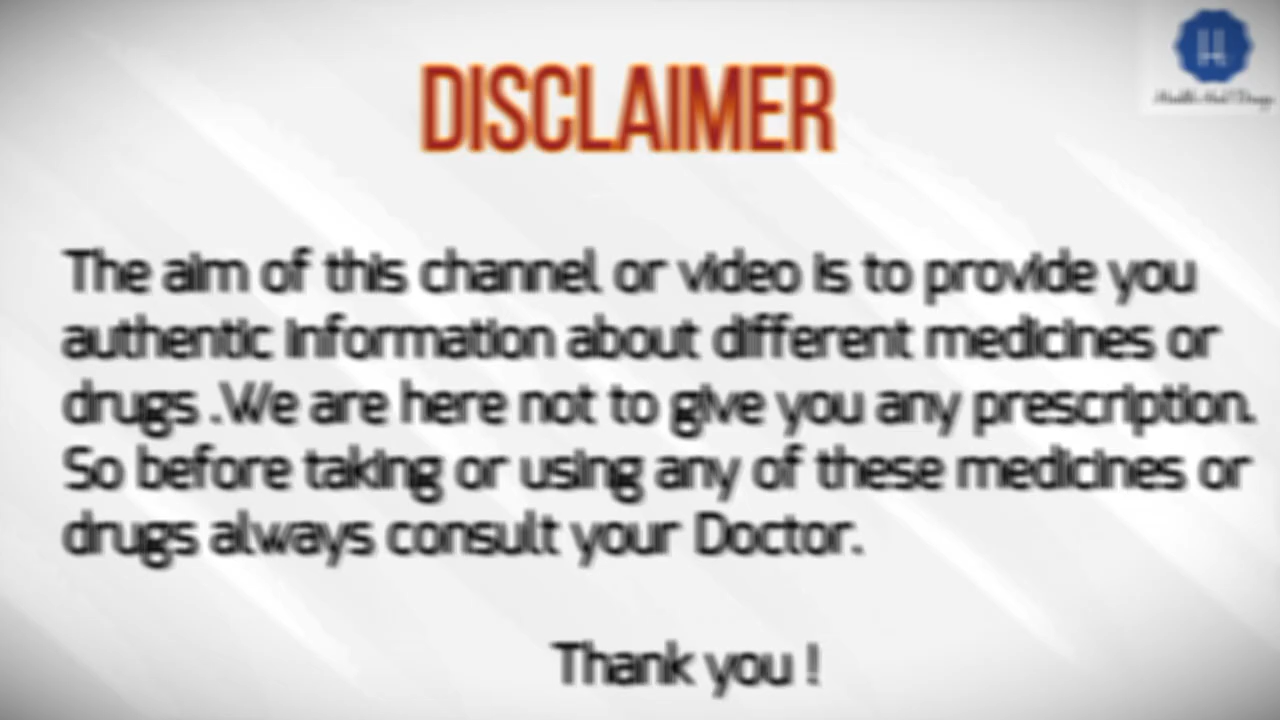 DISCLAIMER
The aim of this channel or video is to provide you
authentic information about different medicines or
drugs .We are here not to give you any prescription.
So before taking or using any of these medicines or
drugs always consult your Doctor.
Thank you !
H